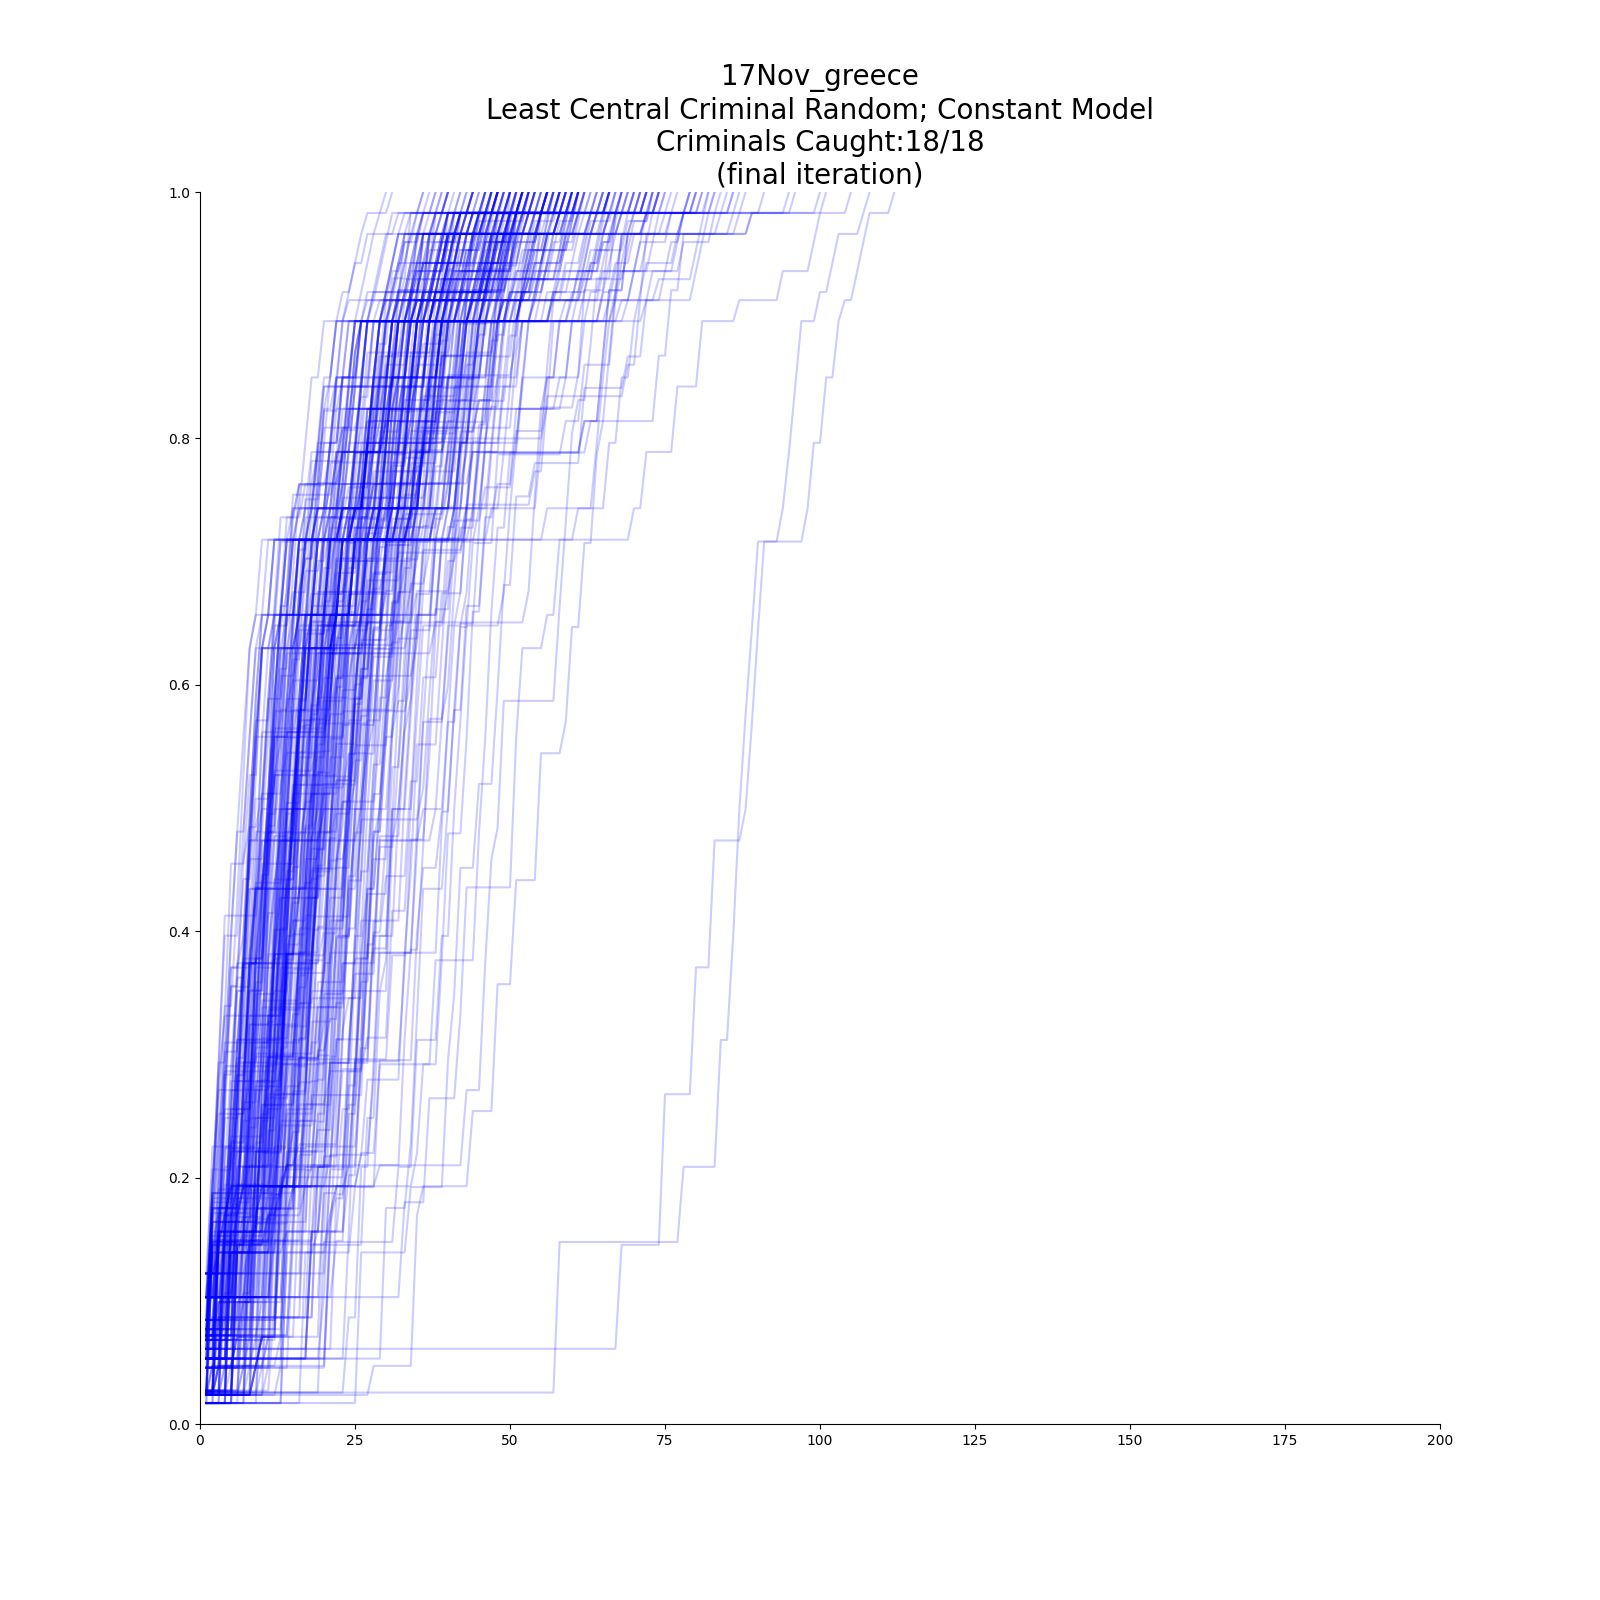 17Nov_greece
Least Central Criminal Random; Constant Model
Criminals Caught:18/18
(final iteration)
1.0
0.8
0.6
0.4
0.2
0.0
0 25 50 75 100 125 150 175 200